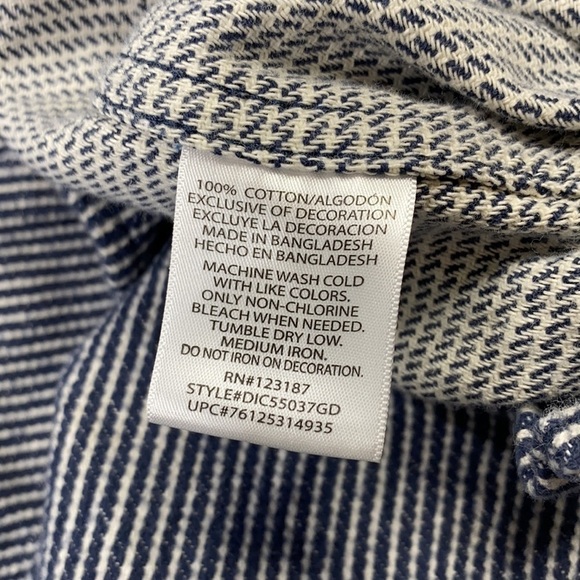 100% COTTON/ALGODÓN
EXCLUSIVE OF DECORATION
EXCLUYE LA DECORACION
MADE IN BANGLADESH
HECHO EN BANGLADESH
MACHINE WASH COLD
WITH LIKE COLORS.
ONLY NON-CHLORINE
BLEACH WHEN NEEDED.
TUMBLE DRY LOW.
MEDIUM IRON.
DO NOT IRON ON DECORATION.
RN#123187
STYLE#DIC55037GD
UPC#76125314935